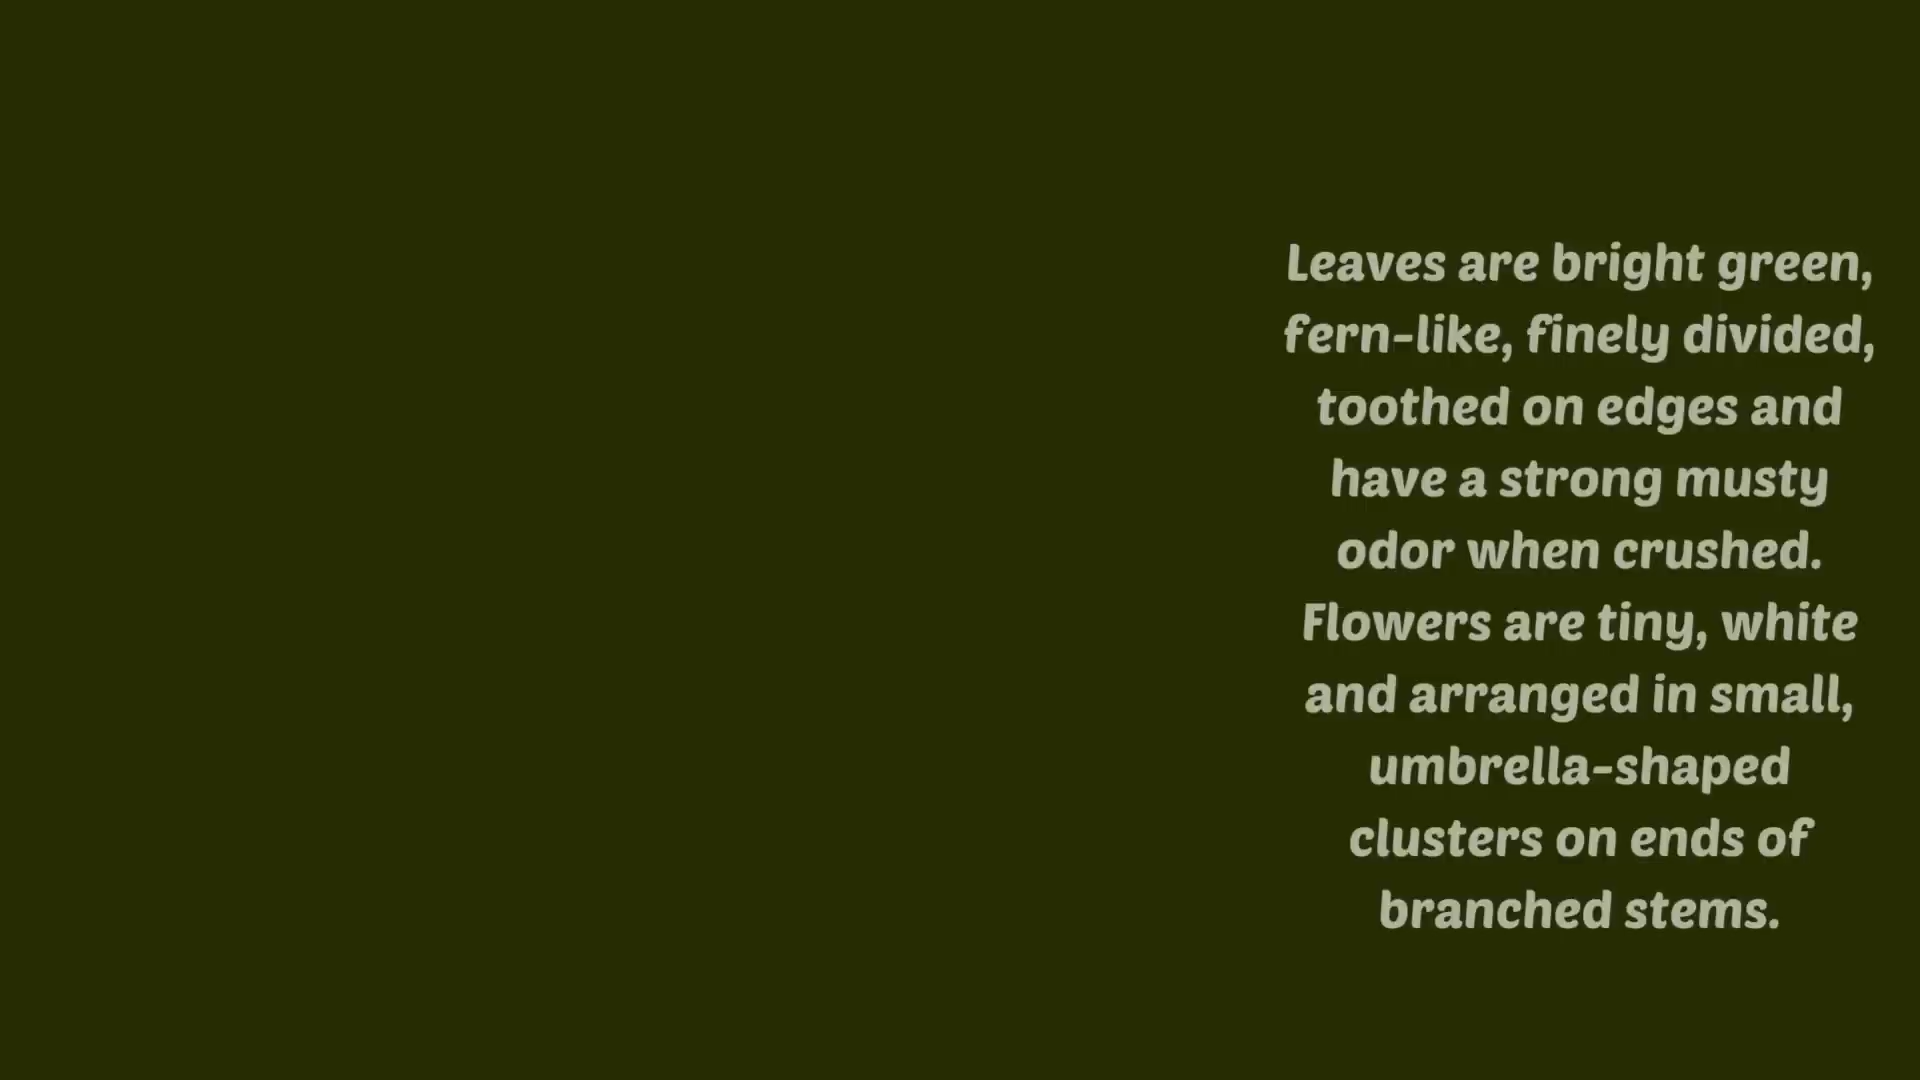 Leaves are bright green,
fern-like, finely divided,
toothed on edges and
have a strong musty
odor when crushed.
Flowers are tiny, white
and arranged in small,
umbrella-shaped
clusters on ends of
branched stems.